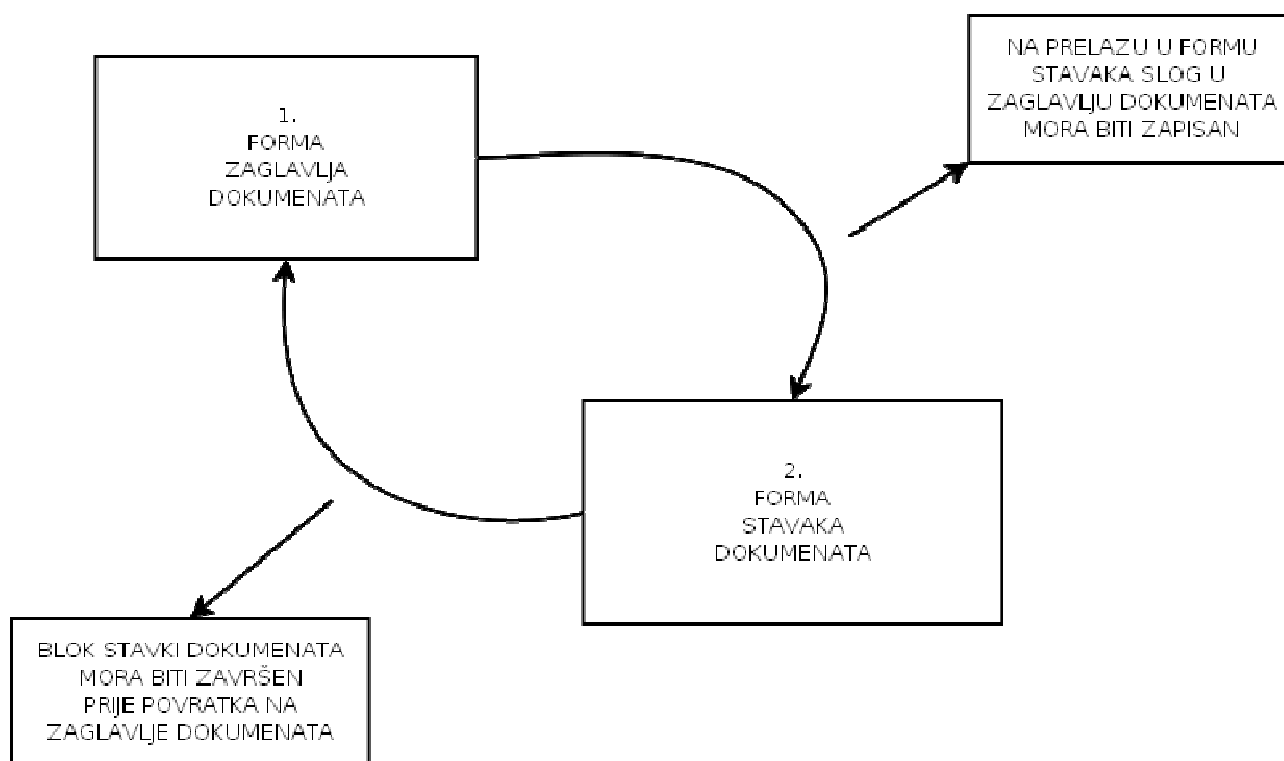 1.
FORMA
ZAGLAVLJA
DOKUMENATA
NA PRELAZU U FORMU
STAVAKA SLOG U
ZAGLAVLJU DOKUMENATA
MORA BITI ZAPISAN
2.
FORMA
STAVAKA
DOKUMENATA
BLOK STAVKI DOKUMENATA
MORA BITI ZAVRŠEN
PRIJE POVRATKA NA
ZAGLAVLJE DOKUMENATA